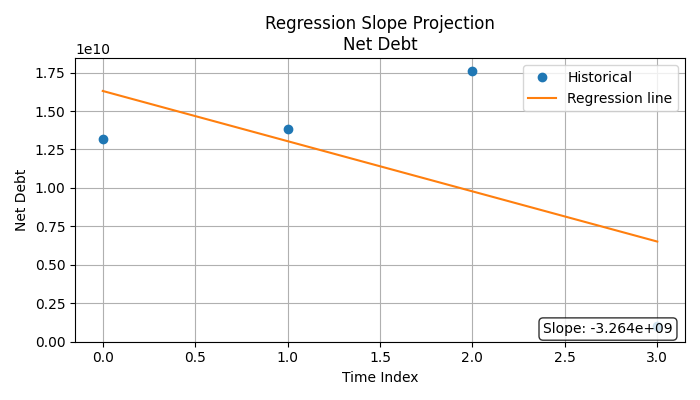 Regression Slope Projection
Net Debt
1e10
Historical
Regression line
1.75
1.50
1.25
1.00
0.75
0.50
0.25
0.00
Net Debt
Slope: -3.264e+09
0.0 0.5 1.0 1.5 2.0 2.5 3.0
Time Index